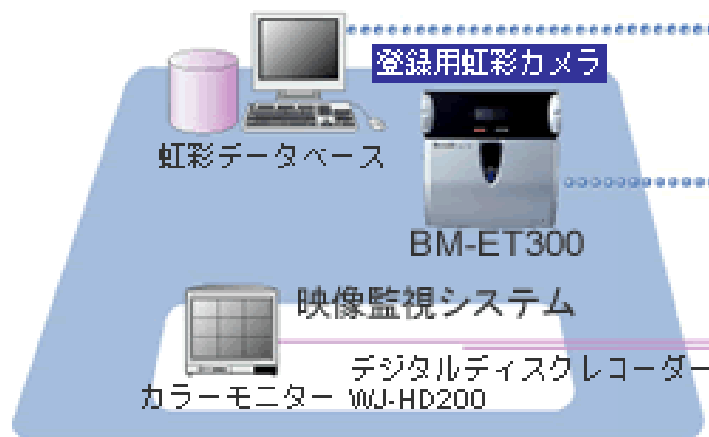 登録用虹彩カメラ
虹彩データベース
BM-ET300
映像監視システム
デジタルディスクレコーダー
カラーモニター WJ-HD200